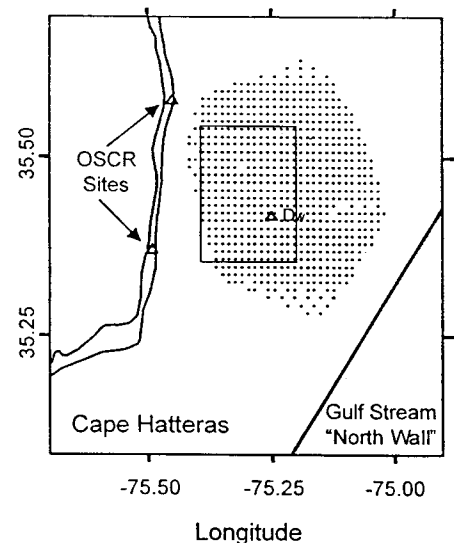 OSCR
Sites
35.50
35.25
Dw
Cape Hatteras
Gulf Stream
"North Wall"
-75.50
-75.25
-75.00
Longitude